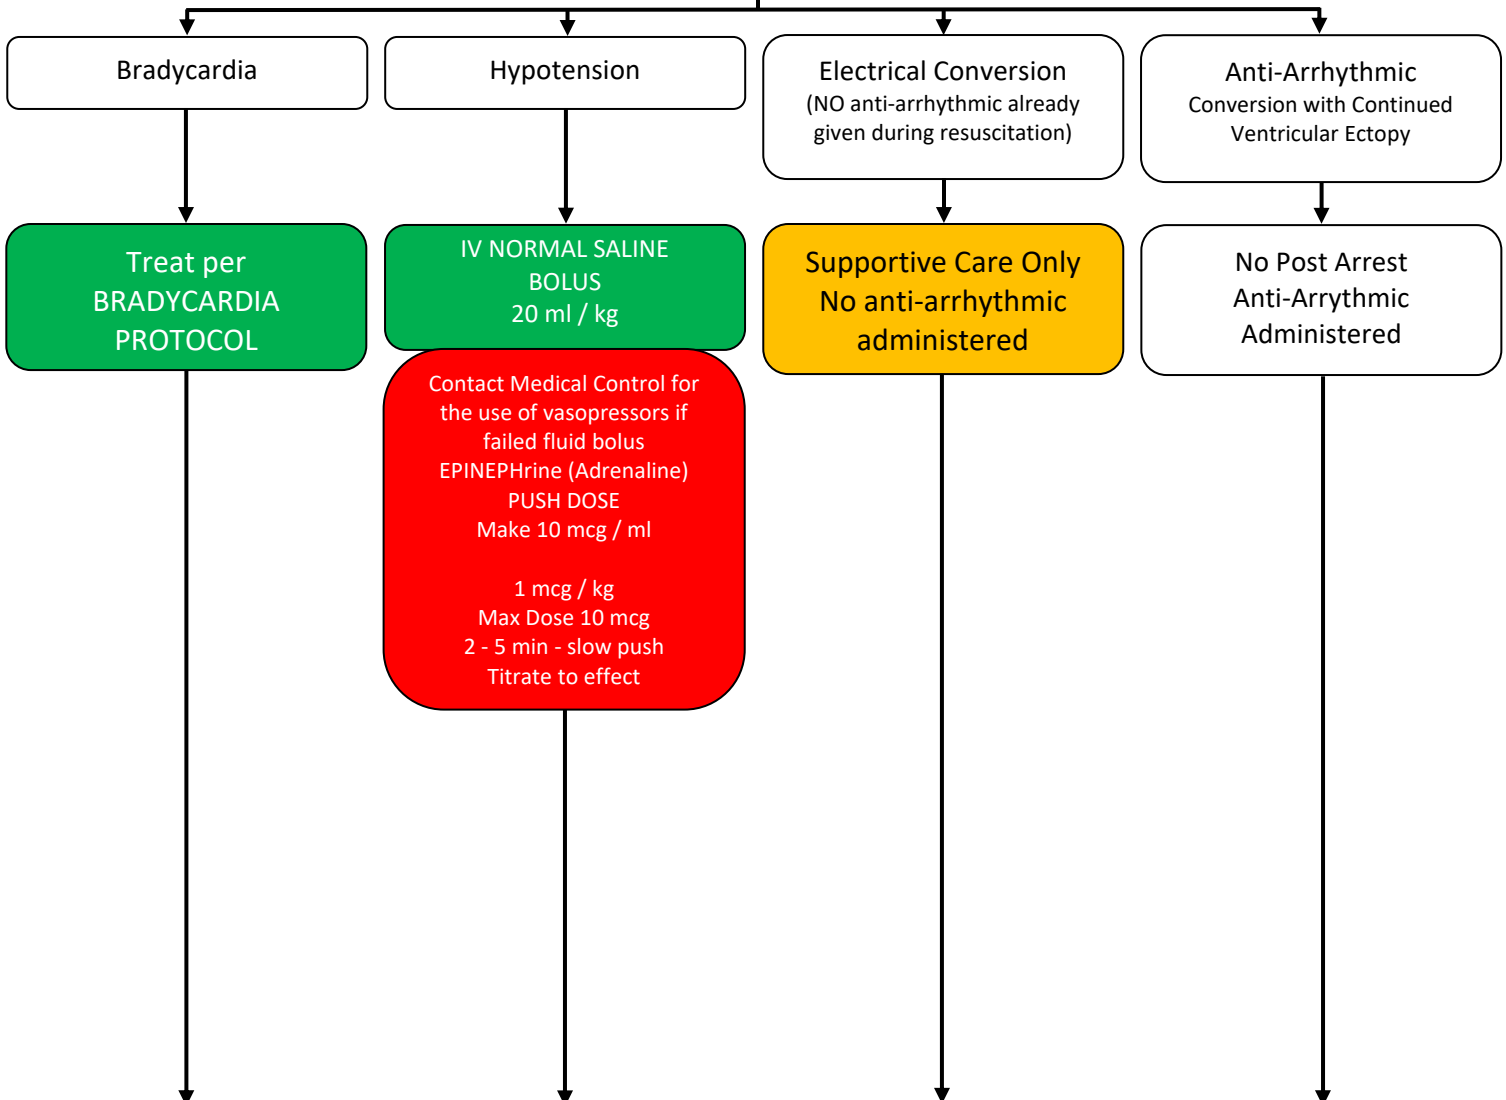 Bradycardia
Hypotension
Electrical Conversion
(NO anti-arrhythmic already
given during resuscitation)
Anti-Arrhythmic
Conversion with Continued
Ventricular Ectopy
Treat per
BRADYCARDIA
PROTOCOL
IV NORMAL SALINE
BOLUS
20 ml / kg
Contact Medical Control for
the use of vasopressors if
failed fluid bolus
EPINEPHrine (Adrenaline)
PUSH DOSE
Make 10 mcg / ml
1 mcg / kg
Max Dose 10 mcg
2 - 5 min - slow push
Titrate to effect
Supportive Care Only
No anti-arrhythmic
administered
No Post Arrest
Anti-Arrythmic
Administered